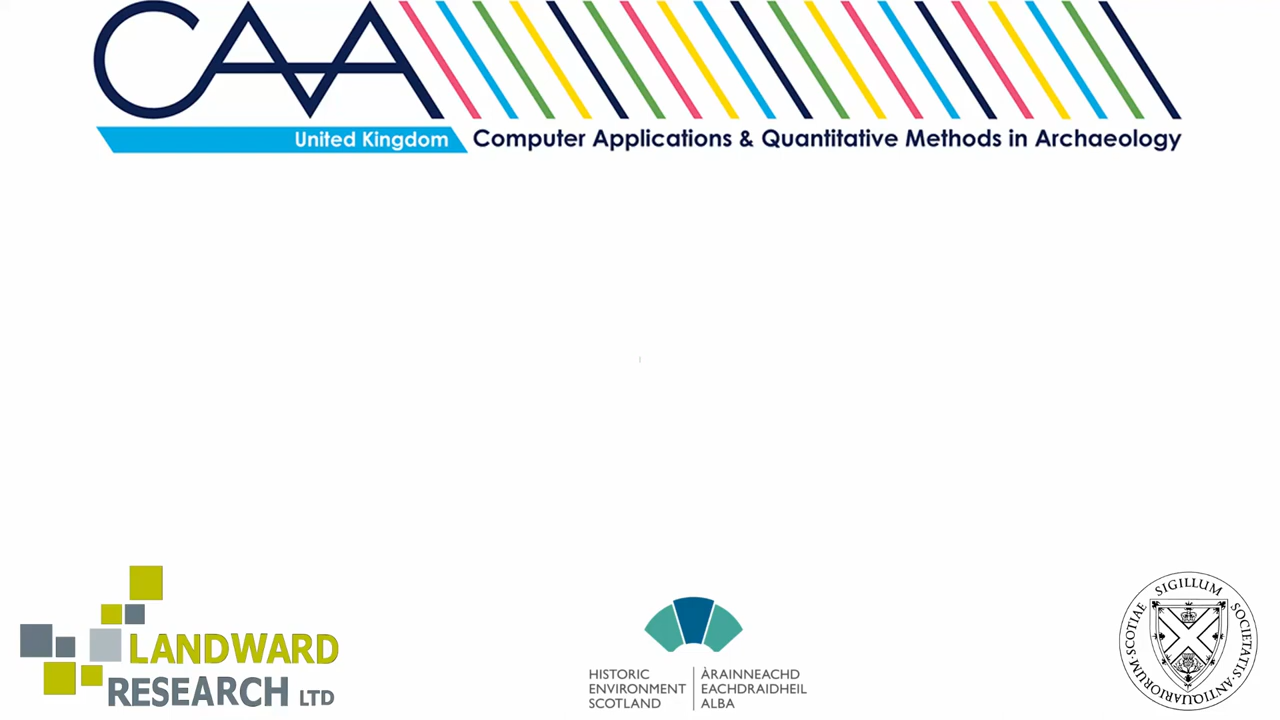 CAA
United Kingdom Computer Applications & Quantitative Methods in Archaeology
LANDWARD
RESEARCH LTD
HISTORIC
ENVIRONMENT
SCOTLAND
ÀRAINNEACHD
EACHDRAIDHEIL
ALBA
SIGILLUM SOCIETATIS·ANTIQUARIORUM·SCOTIAE